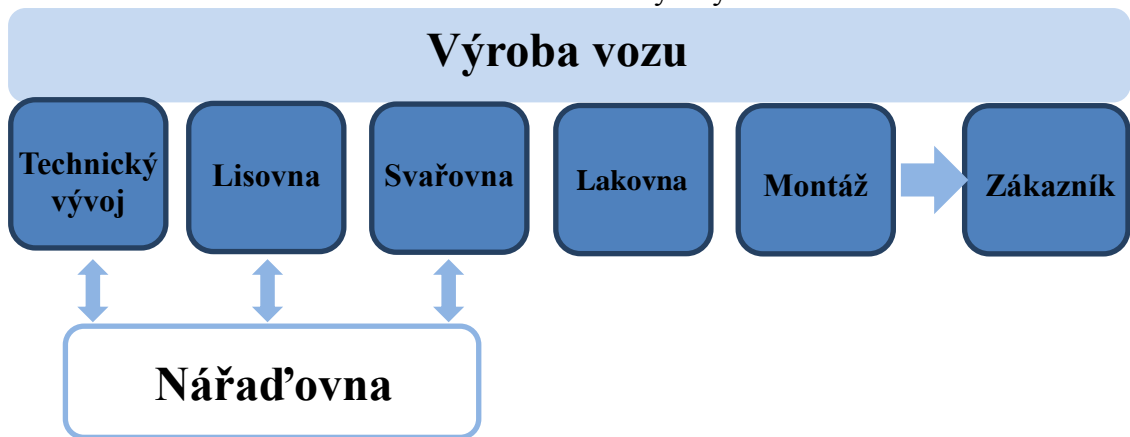 Výroba vozu
Technický
vývoj
Lisovna
Svařovna
Lakovna
Montáž
Zákazník
Nářaďovna